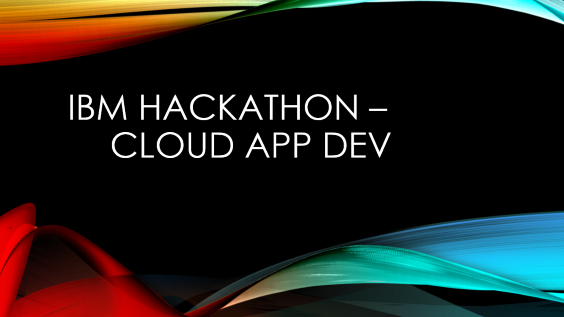 IBM HACKATHON –
CLOUD APP DEV